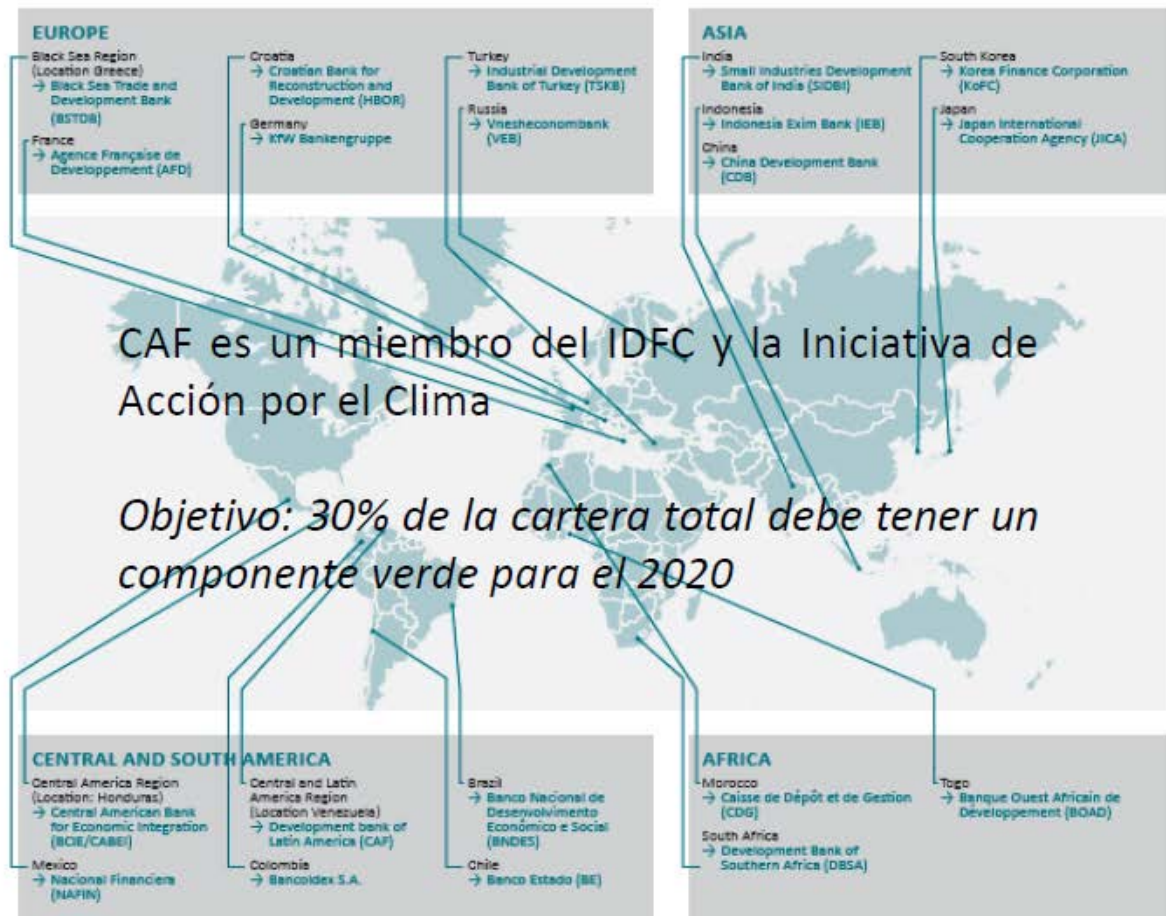 EUROPE
Black Sea Region
(Location Greece)
→ Black Sea Trade and
Development Bank
(BSTDB)
France
→ Agence Française de
Développement (AFD)
Croatia
→ Croatian Bank for
Reconstruction and
Development (HBOR)
Germany
→ KfW Bankengruppe
Turkey
→ Industrial Development
Bank of Turkey (TSKB)
Russia
→ Vnesheconombank
(VEB)
ASIA
India
→ Small Industries Development
Bank of India (SIDBI)
Indonesia
→ Indonesia Exim Bank (IEB)
China
→ China Development Bank
(CDB)
South Korea
→ Korea Finance Corporation
(KoFC)
Japan
→ Japan International
Cooperation Agency (JICA)
CAF es un miembro del IDFC y la Iniciativa de
Acción por el Clima
Objetivo: 30% de la cartera total debe tener un
componente verde para el 2020
CENTRAL AND SOUTH AMERICA
Central America Region
(Location: Honduras)
→ Central American Bank
for Economic Integration
(BCIE/CABEI)
Mexico
→ Nacional Financiera
(NAFIN)
Central and Latin
America Region
(Location Venezuela)
→ Development bank of
Latin America (CAF)
Colombia
→ Bancoldex S.A.
Brazil
→ Banco Nacional de
Desenvolvimento
Econômico e Social
(BNDES)
Chile
→ Banco Estado (BE)
AFRICA
Morocco
→ Caisse de Dépôt et de Gestion
(CDG)
South Africa
→ Development Bank of
Southern Africa (DBSA)
Togo
→ Banque Ouest Africain de
Développement (BOAD)